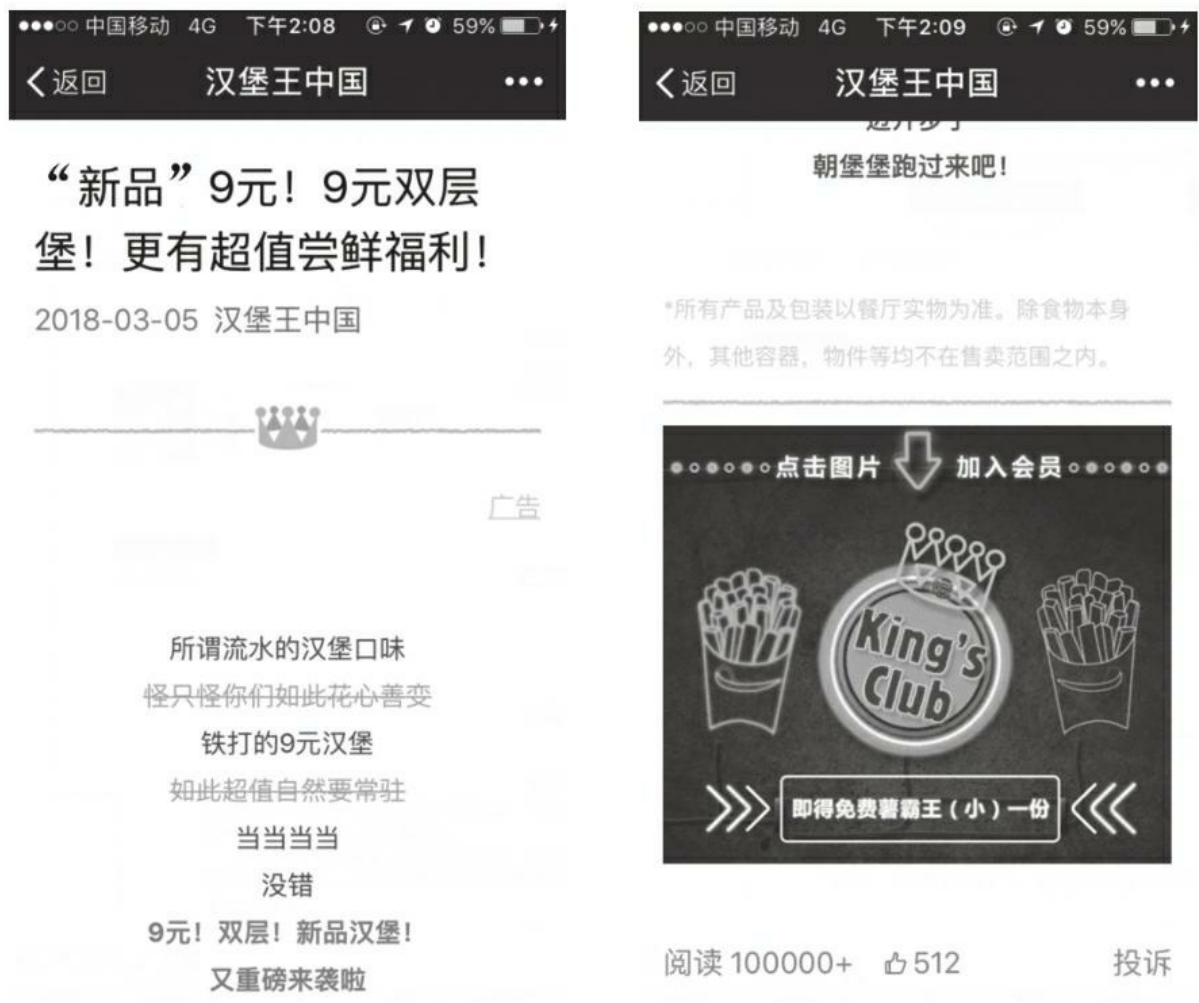 中国移动 4G 下午2:08 59%
返回 汉堡王中国
“新品”9元！9元双层
堡！更有超值尝鲜福利！
2018-03-05 汉堡王中国
广告
所谓流水的汉堡口味
怪只怪你们如此花心善变
铁打的9元汉堡
如此超值自然要常驻
当当当当
没错
9元！双层！新品汉堡！
又重磅来袭啦
中国移动 4G 下午2:09 59%
返回 汉堡王中国
朝堡堡跑过来吧！
*所有产品及包装以餐厅实物为准。除食物本身
外，其他容器，物件等均不在售卖范围之内。
点击图片 加入会员
King's
Club
即得免费薯霸王（小）一份
阅读 100000+ 512 投诉